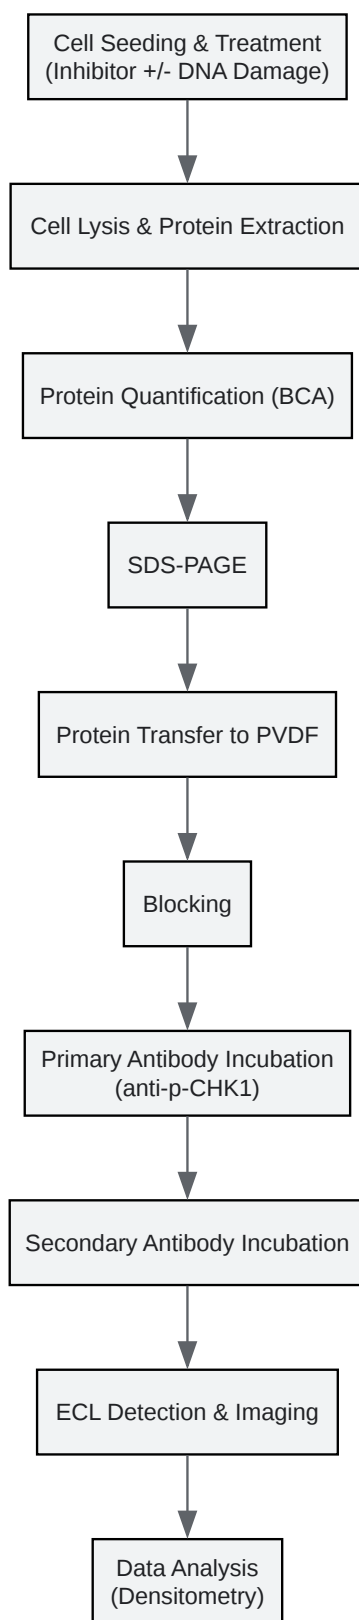 Cell Seeding & Treatment
(Inhibitor +/- DNA Damage)
Cell Lysis & Protein Extraction
Protein Quantification (BCA)
SDS-PAGE
Protein Transfer to PVDF
Blocking
Primary Antibody Incubation
(anti-p-CHK1)
Secondary Antibody Incubation
ECL Detection & Imaging
Data Analysis
(Densitometry)